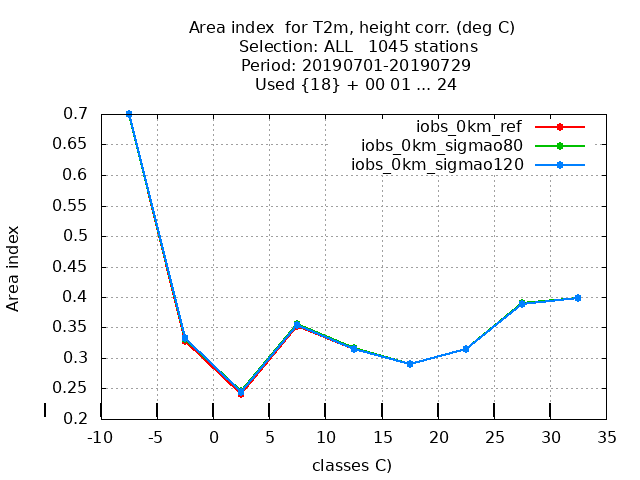 Area index  for T2m, height corr. (deg C)
Selection: ALL   1045 stations
Period: 20190701-20190729
Used {18} + 00 01 ... 24
0.7
0.65
0.6
0.55
0.5
0.45
0.4
0.35
0.3
0.25
0.2
Area index
iobs_0km_ref
iobs_0km_sigmao80
iobs_0km_sigmao120
-10
-5
0
5
10
15
20
25
30
35
classes C)